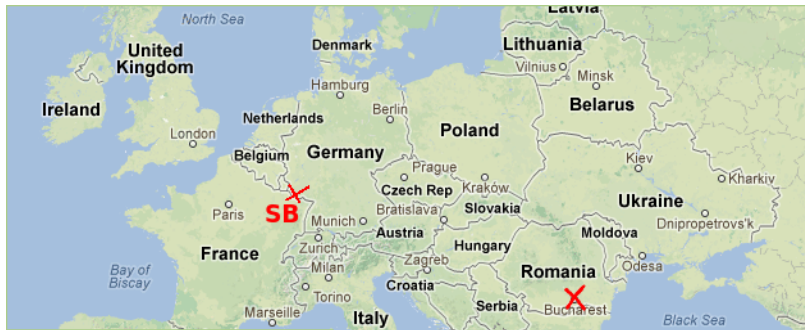 Latvia
North Sea
Denmark
Lithuania
United
Kingdom
Vilnius
Minsk
Hamburg
Ireland
Berlin
Belarus
Netherlands
London
Poland
Belgium
Germany
Kiev
Prague
Kharkiv
Czech Rep
Kraków
Ukraine
SB
Paris
Munich
Bratislava
Slovakia
Dnipropetrovs'k
Austria
Moldova
France
Zurich
Hungary
Zagreb
Odesa
Bay of
Biscay
Milan
Romania
Croatia
Torino
Serbia
Bucharest
Marseille
Italy
Black Sea